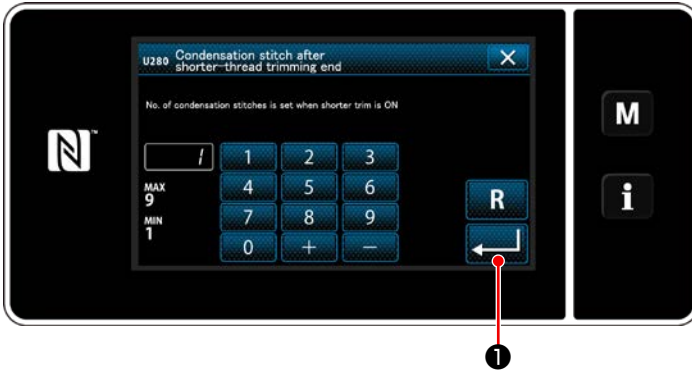 U280 Condensation stitch after
shorter-thread trimming end
No. of condensation stitches is set when shorter trim is ON
1
MAX
9
MIN
1
1 2 3
4 5 6
7 8 9
0 + −
R
N
M
i
❶